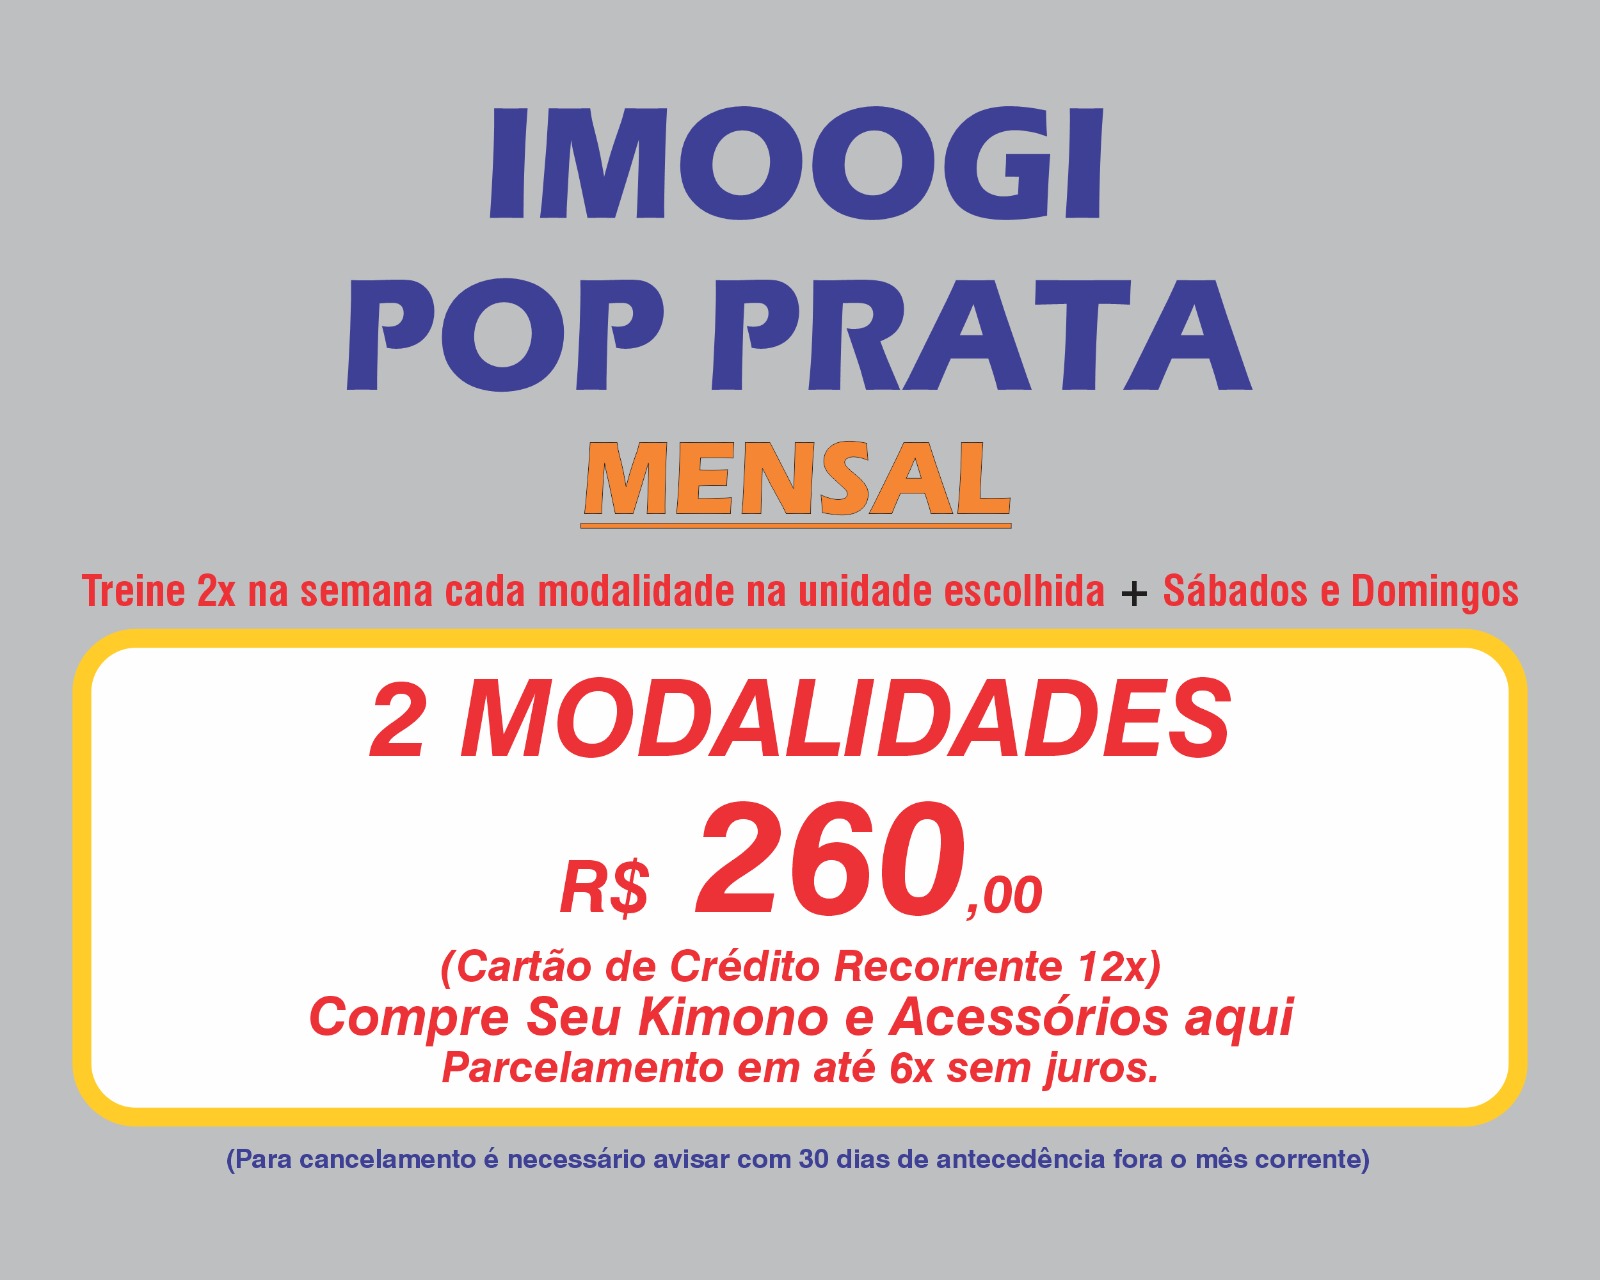 IMOOGI
POP PRATA
MENSAL
Treine 2x na semana cada modalidade na unidade escolhida + Sábados e Domingos
2 MODALIDADES
R$ 260,00
(Cartão de Crédito Recorrente 12x)
Compre Seu Kimono e Acessórios aqui
Parcelamento em até 6x sem juros.
(Para cancelamento é necessário avisar com 30 dias de antecedência fora o mês corrente)